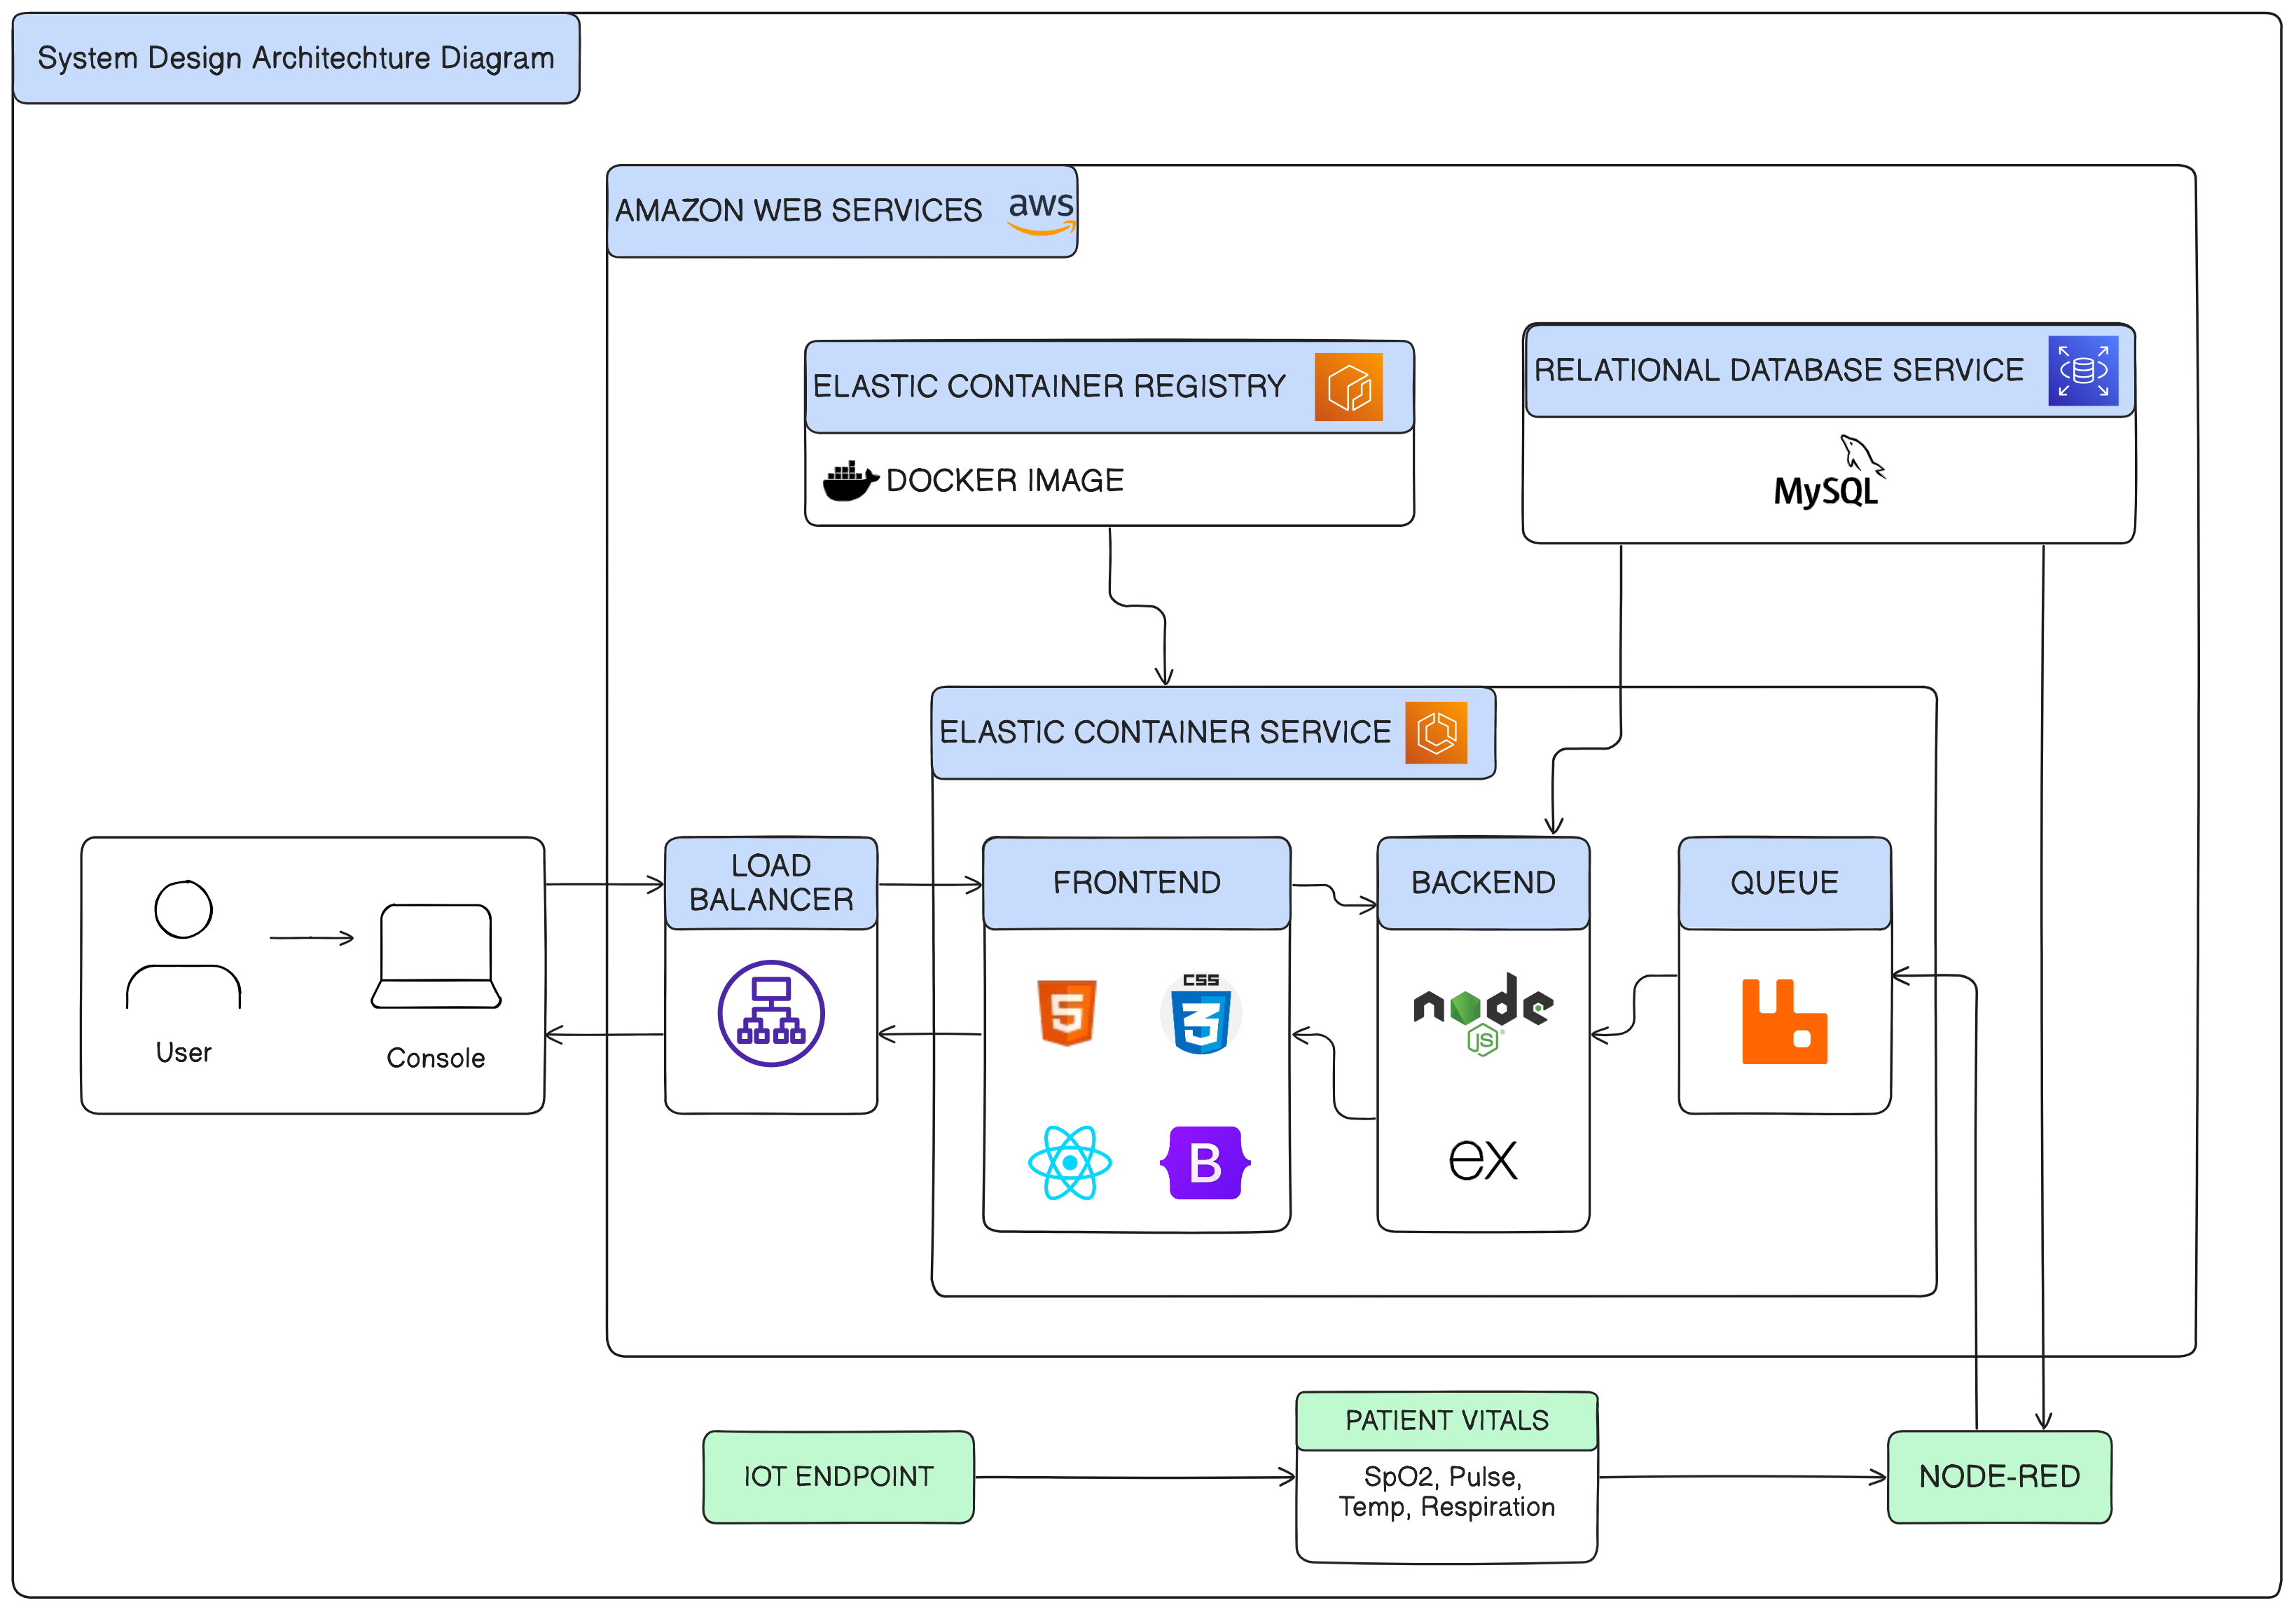 System Design Architechture Diagram
AMAZON WEB SERVICES
aws
ELASTIC CONTAINER REGISTRY
DOCKER IMAGE
RELATIONAL DATABASE SERVICE
MySQL
ELASTIC CONTAINER SERVICE
User
Console
LOAD
BALANCER
FRONTEND
5
CSS
3
B
BACKEND
node
JS
ex
QUEUE
IOT ENDPOINT
PATIENT VITALS
SpO2, Pulse,
Temp, Respiration
NODE-RED